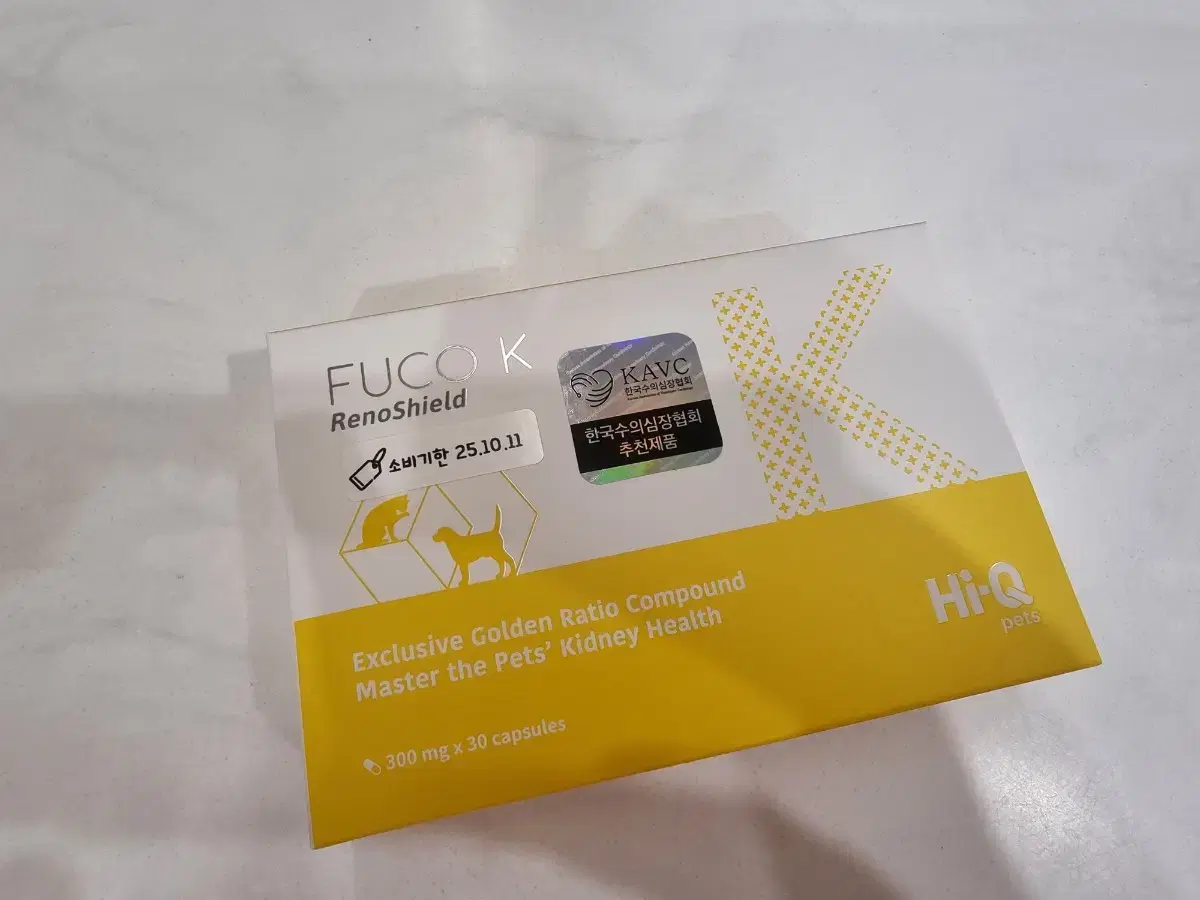 FUCO K
RenoShield
소비기한 25.10.11
KAVC
한국수의심장협회
한국수의심장협회
추천제품
K
Exclusive Golden Ratio Compound
Master the Pets' Kidney Health
300 mg x 30 capsules
Hi-Q
pets